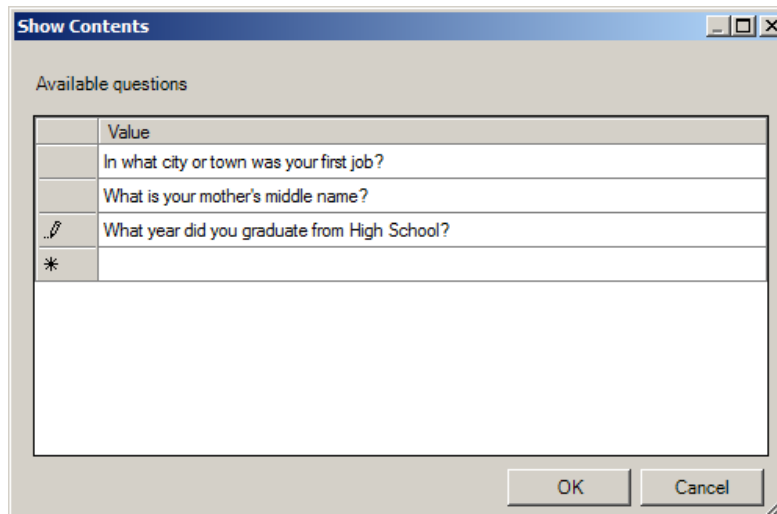 Show Contents
Available questions
Value
In what city or town was your first job?
What is your mother's middle name?
What year did you graduate from High School?
OK Cancel